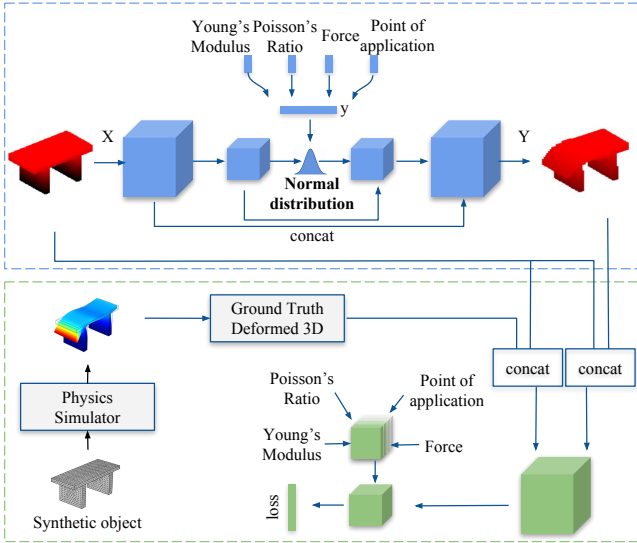 Young's
Modulus
Poisson's
Ratio
Force
Point of
application
y
X
Y
Normal
distribution
concat
Ground Truth
Deformed 3D
concat
concat
Physics
Simulator
Poisson's
Ratio
Point of
application
Young's
Modulus
Force
loss
Synthetic object